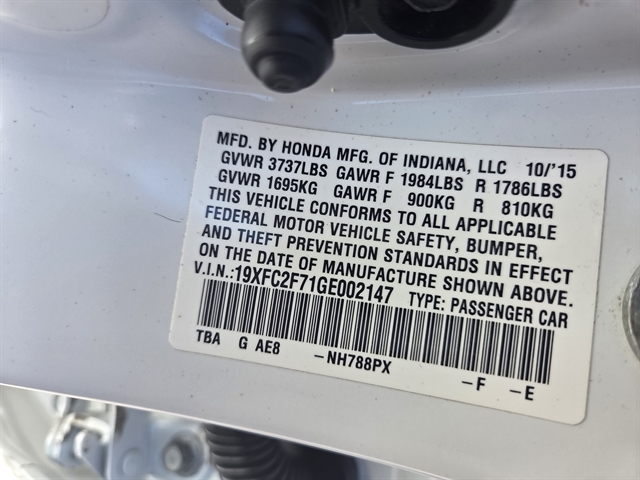 MFD. BY HONDA MFG. OF INDIANA, LLC 10/'15
GVWR 3737LBS GAWR F 1984LBS R 1786LBS
GVWR 1695KG GAWR F 900KG R 810KG
THIS VEHICLE CONFORMS TO ALL APPLICABLE
FEDERAL MOTOR VEHICLE SAFETY, BUMPER,
AND THEFT PREVENTION STANDARDS IN EFFECT
ON THE DATE OF MANUFACTURE SHOWN ABOVE.
V.I.N.:19XFC2F71GE002147 TYPE: PASSENGER CAR
TBA G AE8 -NH788PX -F -E